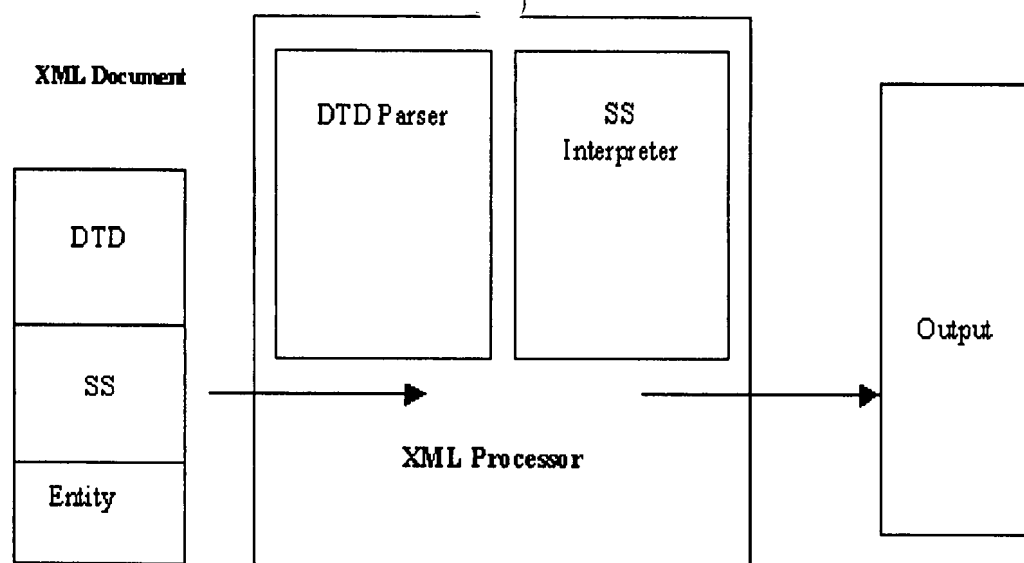 XML Document
DTD
SS
Entity
DTD Parser
SS
Interpreter
XML Processor
Output